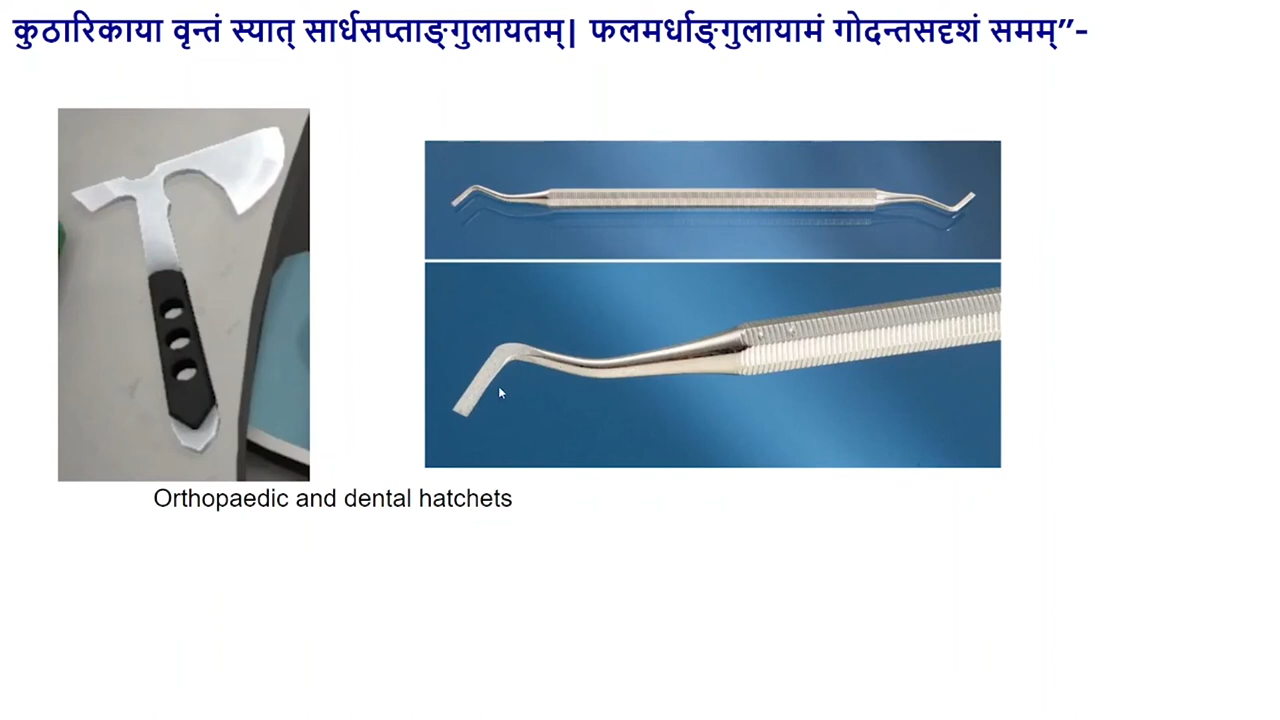 कुठारिकाया वृन्तं स्यात् सार्धसप्ताङ्गुलायतम्| फलमर्धाङ्गुलायामं गोदन्तसदृशं समम्”-
Orthopaedic and dental hatchets